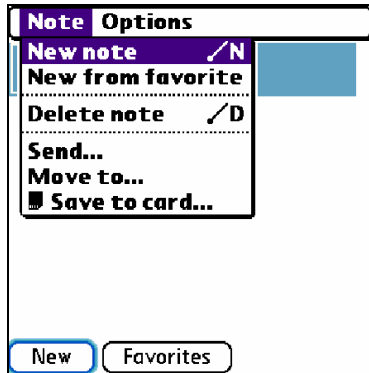 Note Options
New note /N
New from favorite
Delete note /D
Send...
Move to...
Save to card...
New Favorites